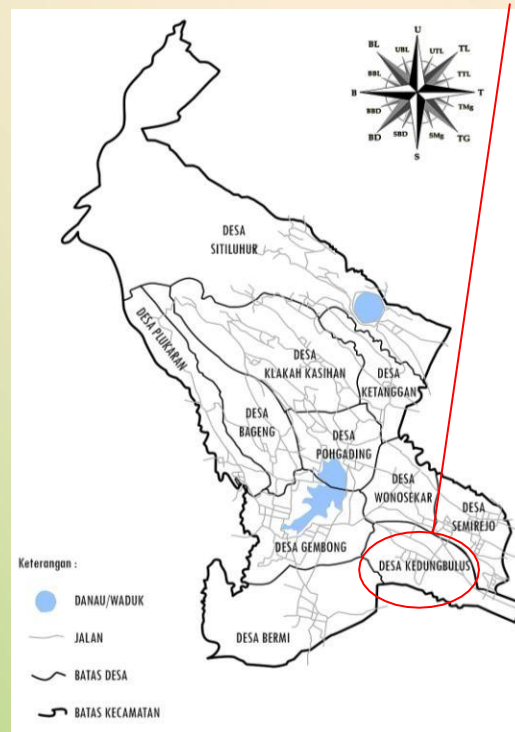 U
BL
UBL
UTL
TL
BBL
TTL
B
T
BBD
TMg
BD
SBD
SMg
TG
S
DESA
SITILUHUR
DESA PLUKARAN
DESA
KLAKAH KASIHAN
DESA
KETANGGAN
DESA
BAGENG
DESA
POHGADING
DESA
WONOSEKAR
DESA
SEMIREJO
DESA GEMBONG
DESA KEDUNGBULUS
DESA BERMI
Keterangan :
DANAU/WADUK
JALAN
BATAS DESA
BATAS KECAMATAN